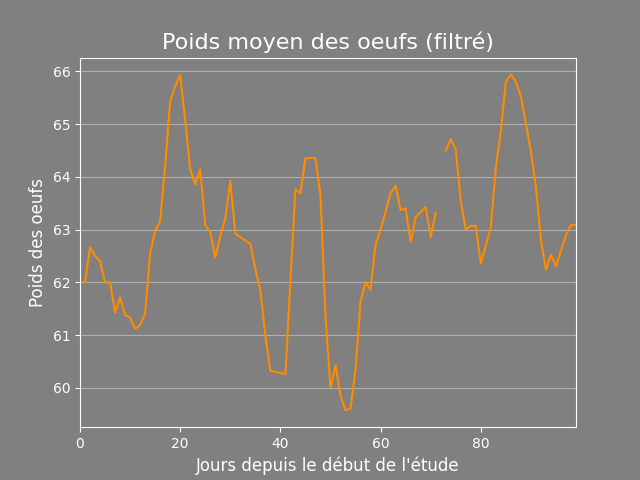 Poids moyen des oeufs (filtré)
66
65
64
63
62
61
60
Poids des oeufs
0 20 40 60 80
Jours depuis le début de l'étude